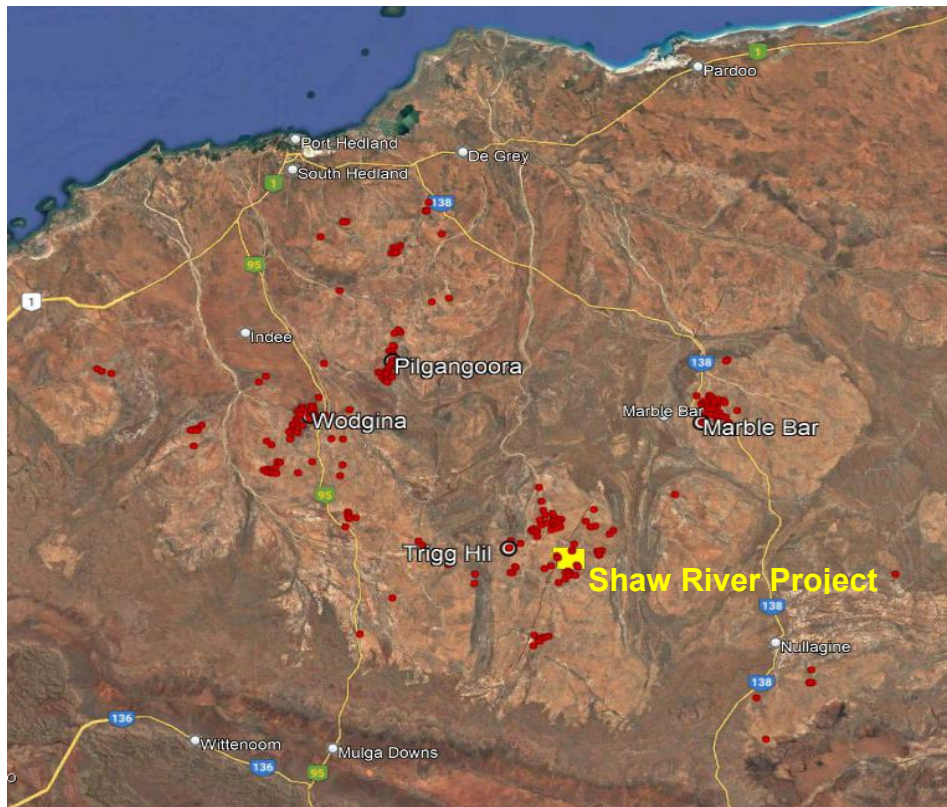 1
Pardoo
Port Hedland
De Grey
South Hedland
1
138
95
1
Indee
Pilgangoora
138
Marble Bar
Wodgina
Marble Bar
95
Trigg Hil
Shaw River Project
138
Nullagine
138
136
Wittenoom
Mulga Downs
136
95